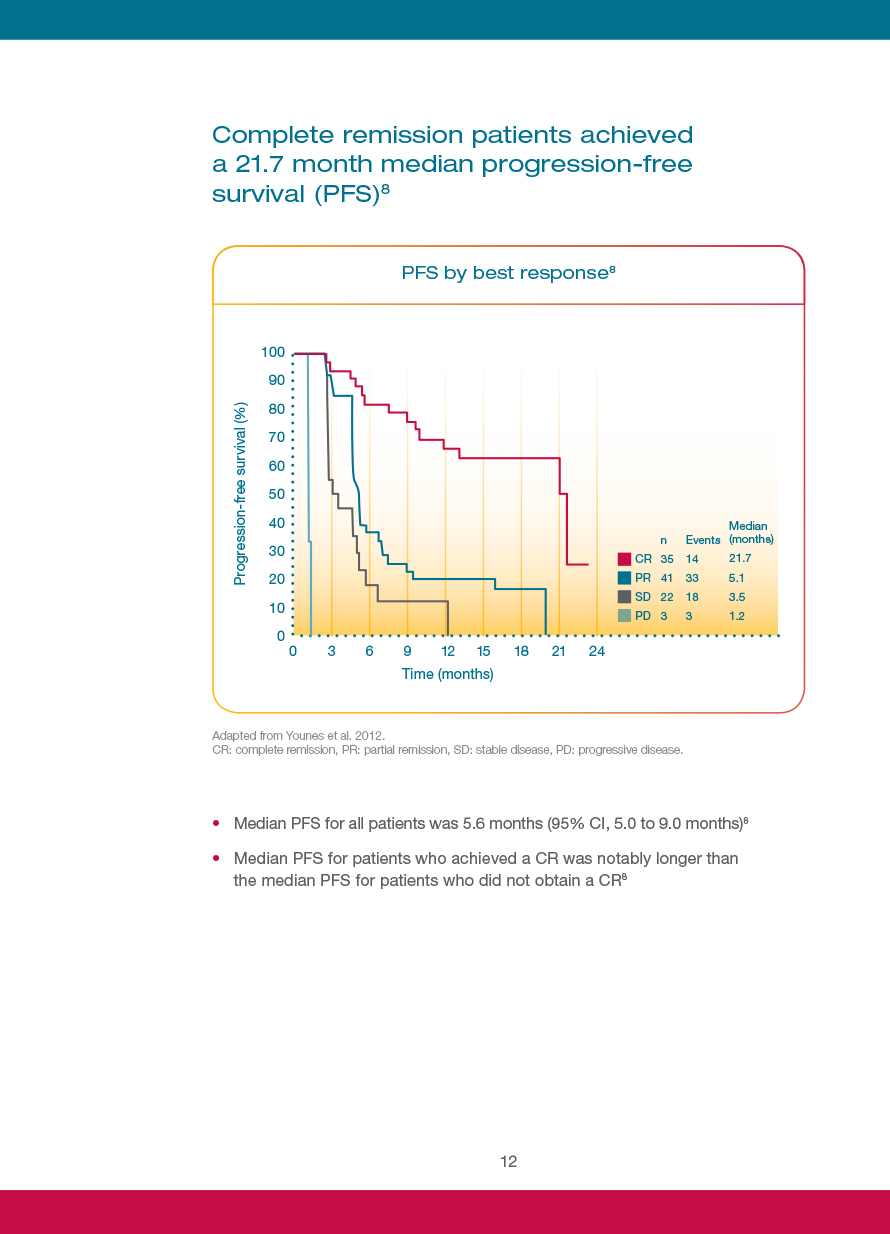 Complete remission patients achieved
a 21.7 month median progression-free
survival (PFS)⁸
PFS by best response⁸
Progression-free survival (%)
100
90
80
70
60
50
40
30
20
10
0
0 3 6 9 12 15 18 21 24
Time (months)
n Events Median (months)
CR 35 14 21.7
PR 41 33 5.1
SD 22 18 3.5
PD 3 3 1.2
Adapted from Younes et al. 2012.
CR: complete remission, PR: partial remission, SD: stable disease, PD: progressive disease.
• Median PFS for all patients was 5.6 months (95% CI, 5.0 to 9.0 months)⁸
• Median PFS for patients who achieved a CR was notably longer than
the median PFS for patients who did not obtain a CR⁸
12